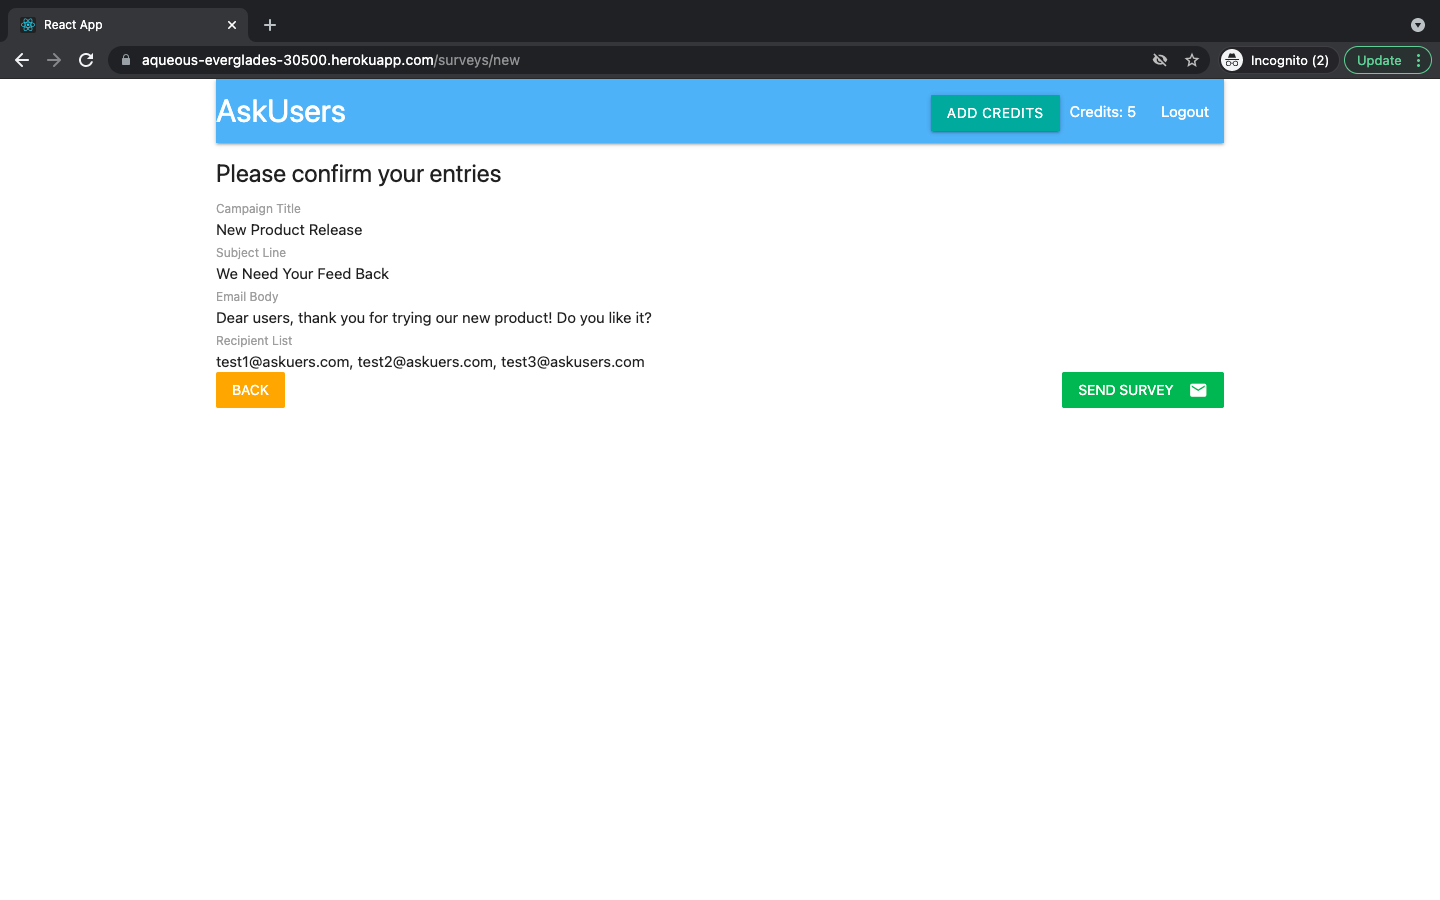 React App
aqueous-everglades-30500.herokuapp.com/surveys/new
Incognito (2)
Update
AskUsers
ADD CREDITS
Credits: 5
Logout
Please confirm your entries
Campaign Title
New Product Release
Subject Line
We Need Your Feed Back
Email Body
Dear users, thank you for trying our new product! Do you like it?
Recipient List
test1@askuers.com, test2@askuers.com, test3@askusers.com
BACK
SEND SURVEY